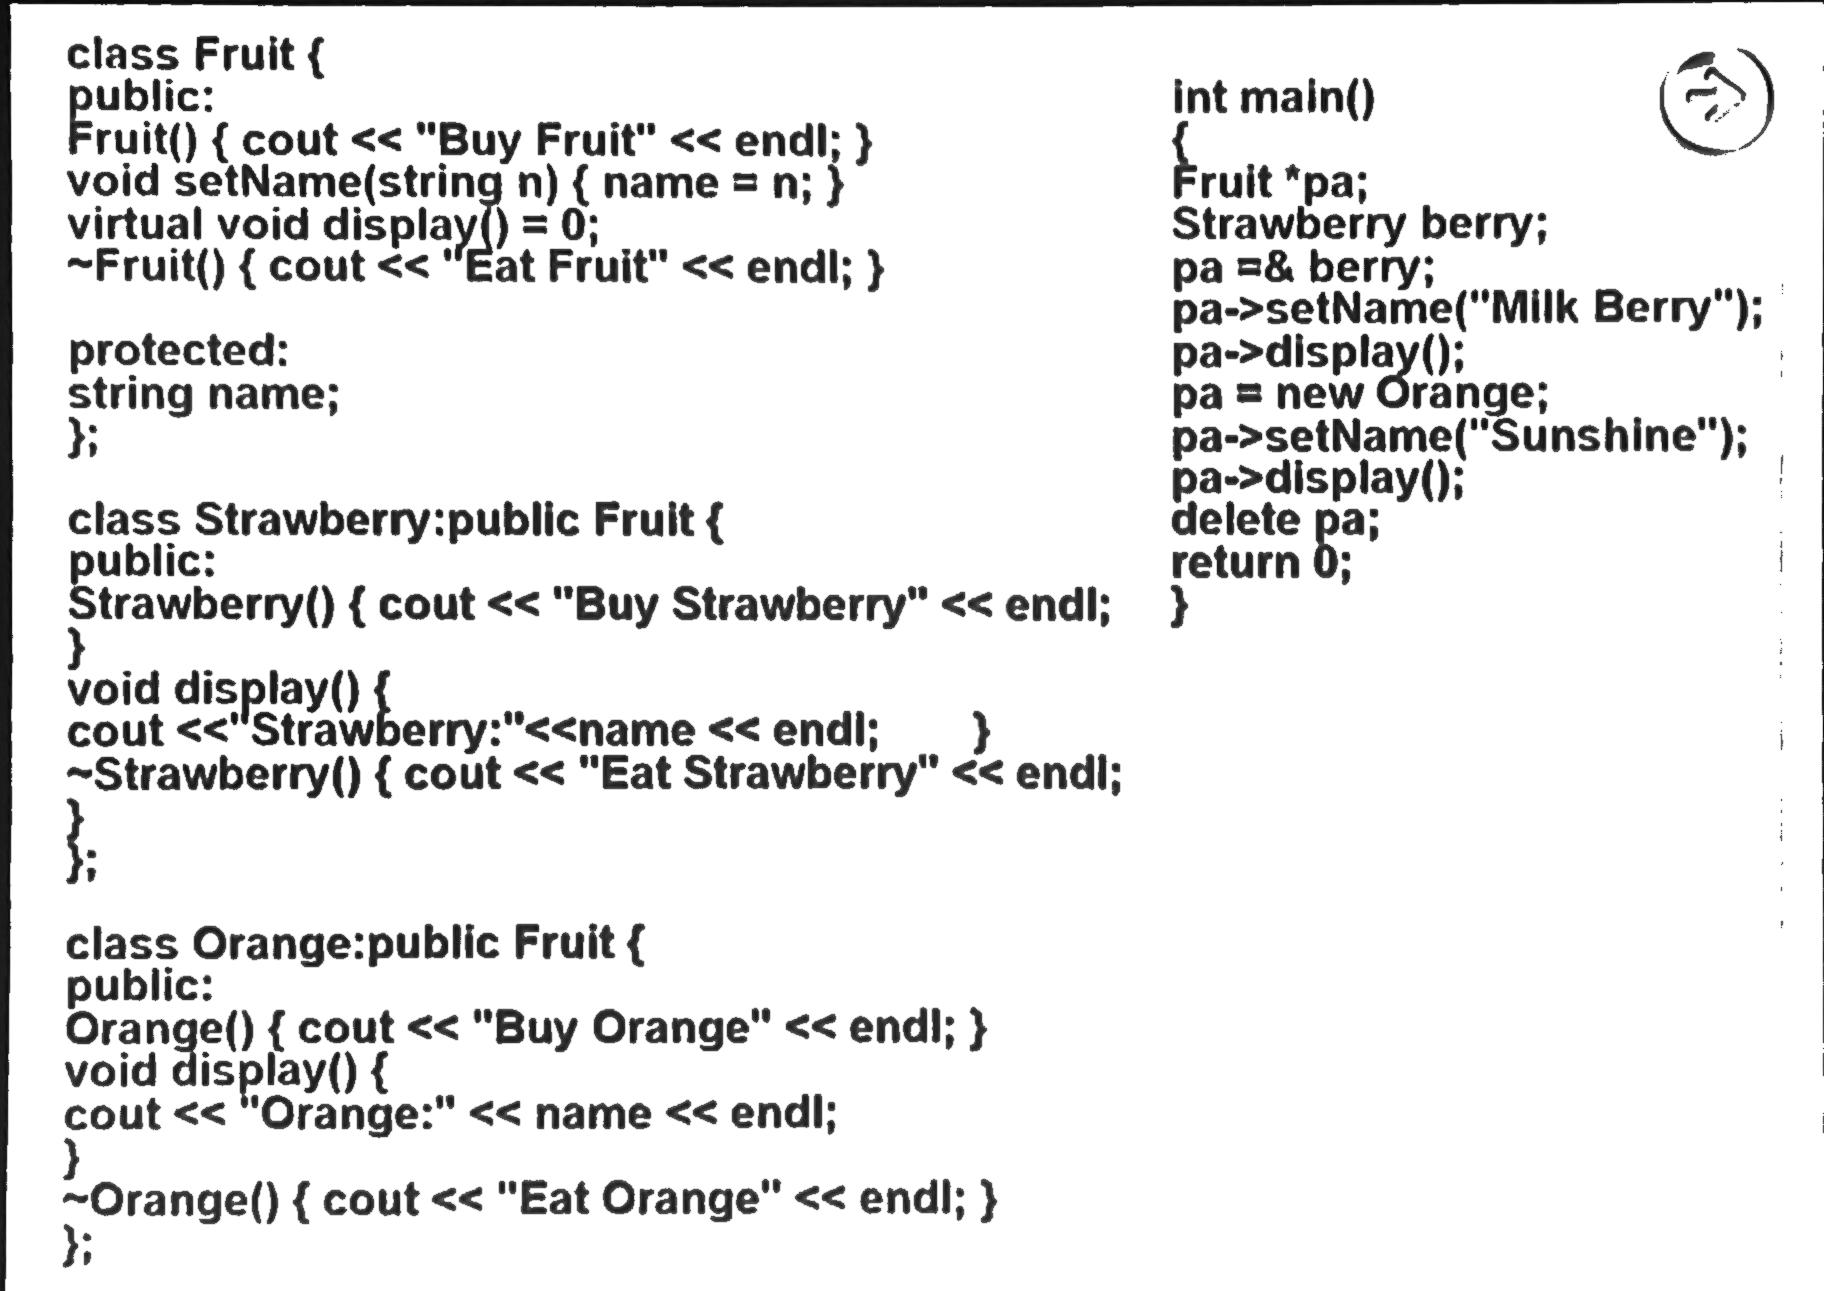 class Fruit {
public:
Fruit() { cout << "Buy Fruit" << endl; }
void setName(string n) { name = n; }
virtual void display() = 0;
~Fruit() { cout << "Eat Fruit" << endl; }
protected:
string name;
};
class Strawberry:public Fruit {
public:
Strawberry() { cout << "Buy Strawberry" << endl;
}
void display() {
cout <<"Strawberry:"<<name << endl; }
~Strawberry() { cout << "Eat Strawberry" << endl;
}
};
class Orange:public Fruit {
public:
Orange() { cout << "Buy Orange" << endl; }
void display() {
cout << "Orange:" << name << endl;
}
~Orange() { cout << "Eat Orange" << endl; }
};
int main()
{
Fruit *pa;
Strawberry berry;
pa =& berry;
pa->setName("Milk Berry");
pa->display();
pa = new Orange;
pa->setName("Sunshine");
pa->display();
delete pa;
return 0;
}